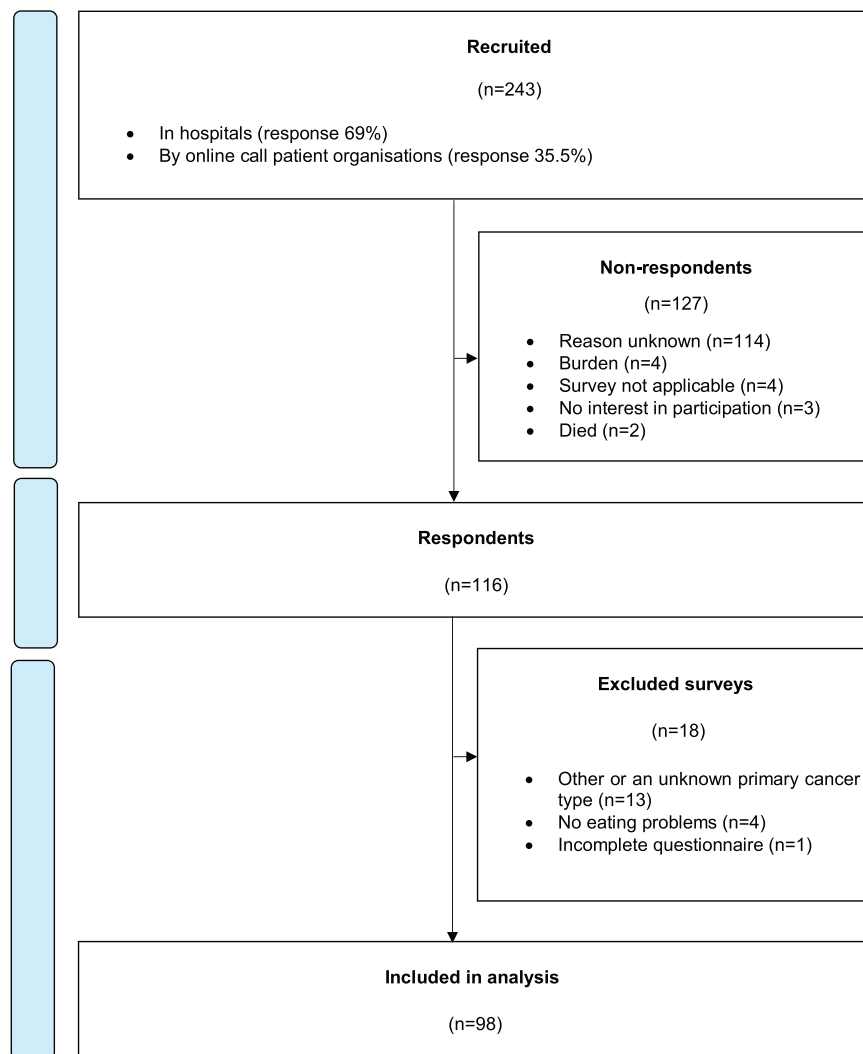 Recruited
(n=243)
• In hospitals (response 69%)
• By online call patient organisations (response 35.5%)
Non-respondents
(n=127)
• Reason unknown (n=114)
• Burden (n=4)
• Survey not applicable (n=4)
• No interest in participation (n=3)
• Died (n=2)
Respondents
(n=116)
Excluded surveys
(n=18)
• Other or an unknown primary cancer
type (n=13)
• No eating problems (n=4)
• Incomplete questionnaire (n=1)
Included in analysis
(n=98)